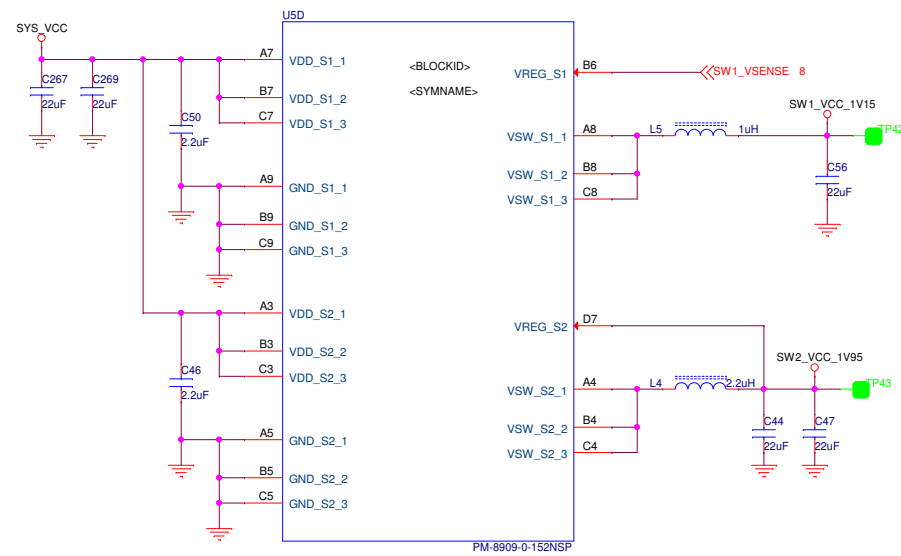 U5D
SYS_VCC
A7 VDD_S1_1
<BLOCKID>
VREG_S1 B6 SW1_VSENSE 8
C267 C269
<SYMNAME>
B7 VDD_S1_2
22uF 22uF
SW1_VCC_1V15
C50
C7 VDD_S1_3
L5 1uH TP42
2.2uF
VSW_S1_1 A8
VSW_S1_2 B8
C56
A9 GND_S1_1
22uF
VSW_S1_3 C8
B9 GND_S1_2
C9 GND_S1_3
A3 VDD_S2_1
VREG_S2 D7
B3 VDD_S2_2
SW2_VCC_1V95
C46
C3 VDD_S2_3
L4 2.2uH TP43
2.2uF
VSW_S2_1 A4
C44 C47
VSW_S2_2 B4
A5 GND_S2_1
22uF 22uF
VSW_S2_3 C4
B5 GND_S2_2
C5 GND_S2_3
PM-8909-0-152NSP